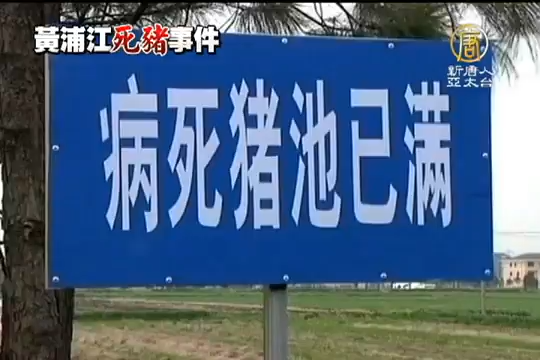 黃浦江死豬事件
新唐人
亞太台
病死猪池已满